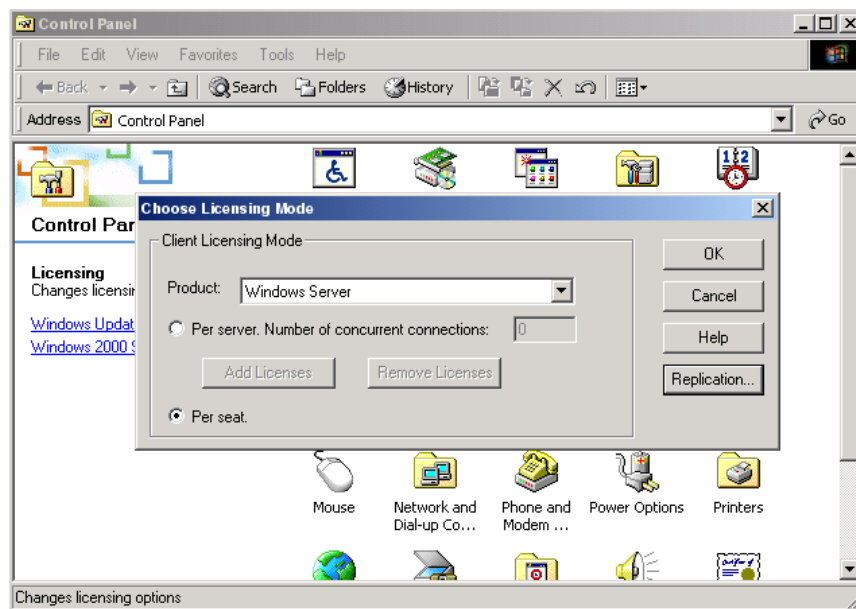 Control Panel
File Edit View Favorites Tools Help
Back Search Folders History
Address Control Panel Go
Control Par
Licensing
Changes licensin
Windows Updat
Windows 2000 S
Choose Licensing Mode
Client Licensing Mode
Product: Windows Server
Per server. Number of concurrent connections: 0
Add Licenses Remove Licenses
Per seat.
OK
Cancel
Help
Replication...
Mouse Network and Dial-up Co... Phone and Modem ... Power Options Printers
Changes licensing options